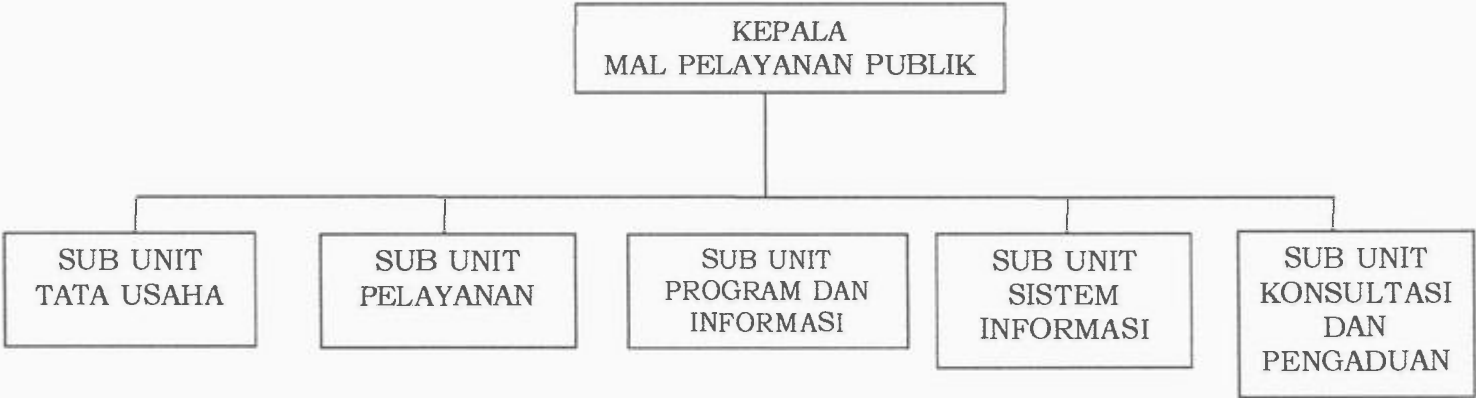 KEPALA
MAL PELAYANAN PUBLIK
SUB UNIT
TATA USAHA
SUB UNIT
PELAYANAN
SUB UNIT
PROGRAM DAN
INFORMASI
SUB UNIT
SISTEM
INFORMASI
SUB UNIT
KONSULTASI
DAN
PENGADUAN